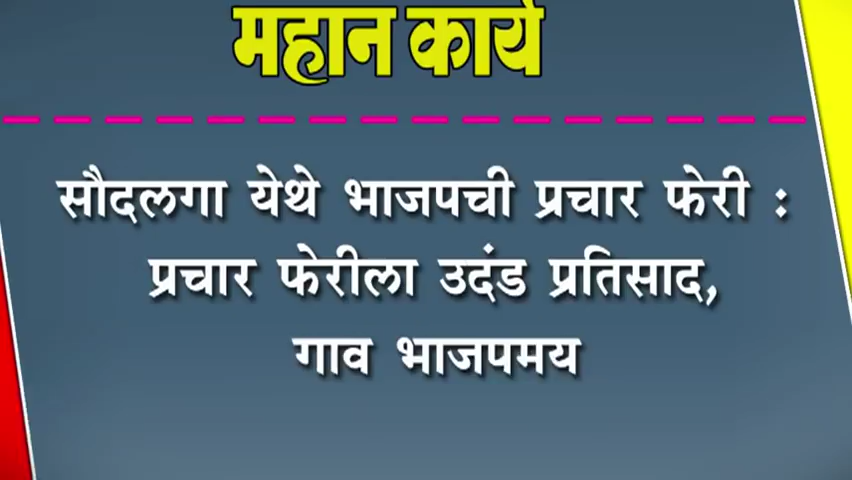 महान कार्य
सौदलगा येथे भाजपची प्रचार फेरी :
प्रचार फेरीला उदंड प्रतिसाद,
गाव भाजपमय